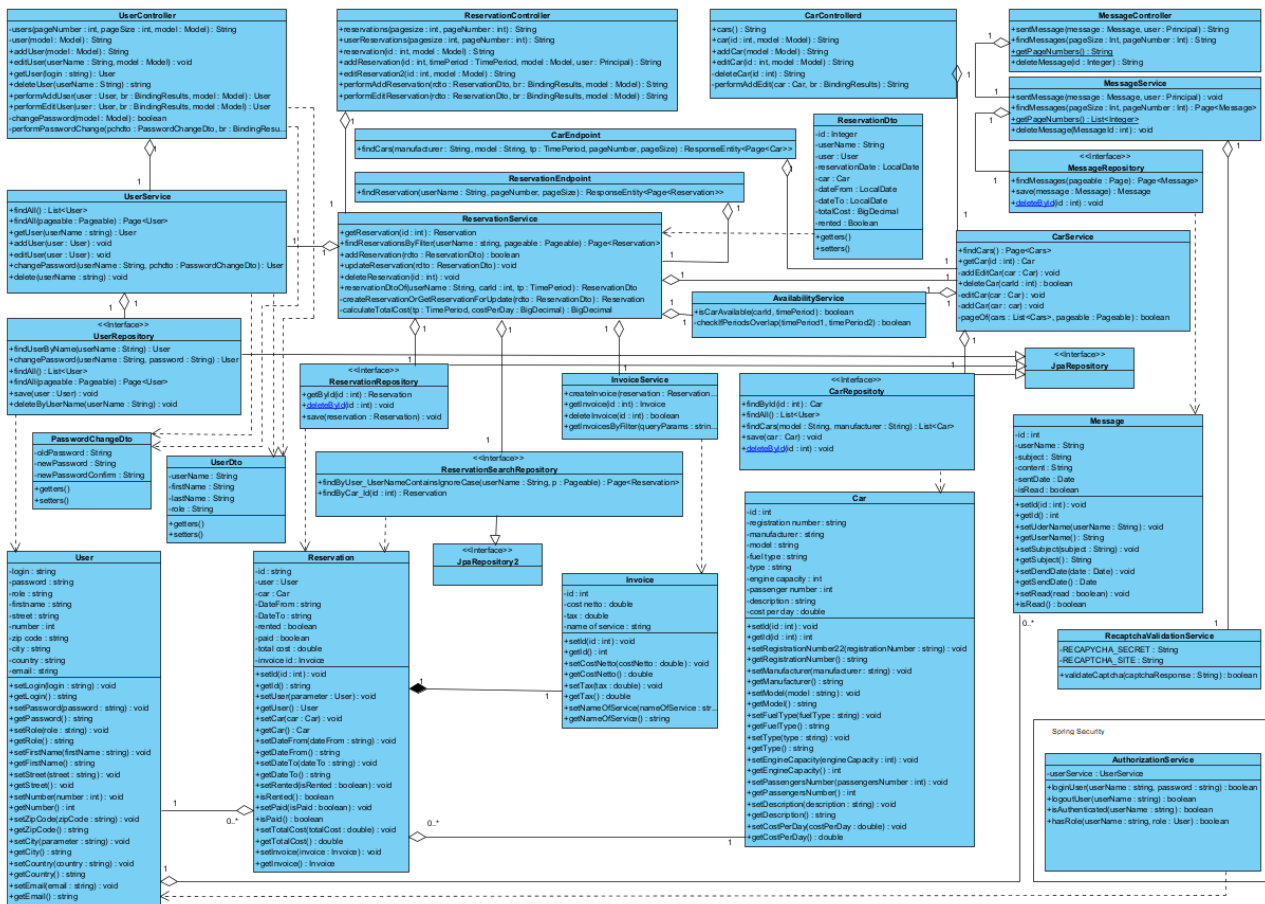 UserController
-users(pageNumber : int, pageSize : int, model : Model) : String
-user(model : Model) : String
+addUser(model : Model) : String
+editUser(userName : String, model : Model) : void
+getUser(login : string) : User
+deleteUser(userName : String) : string
+performAddUser(user : User, br : BindingResults, model : Model) : User
+performEditUser(user : User, br : BindingResults, model : Model) : User
-changePassword(model : Model) : boolean
-performPasswordChange(pchdto : PasswordChangeDto, br : BindingResu...
ReservationController
+reservations(pagesize : int, pageNumber : int) : String
+userReservations(pagesize : int, pageNumber : int) : String
+reservation(id : int, model : Model) : String
+addReservation(id : int, timePeriod : TimePeriod, model : Model, user : Principal) : String
+editReservation2(id : int, model : Model) : String
+performAddReservation(rdto : ReservationDto, br : BindingResults, model : Model) : String
+performEditReservation(rdto : ReservationDto, br : BindingResults, model : Model) : String
CarControllerd
+cars() : String
+car(id : int, model : Model) : String
+addCar(model : Model) : String
+editCar(id : int, model : Model) : String
-deleteCar(id : int) : String
-performAddEdit(car : Car, br : BindingResults) : String
MessageController
+sentMessage(message : Message, user : Principal) : String
+findMessages(pageSize : Int, pageNumber : Int) : String
+getPageNumbers() : String
+deleteMessage(id : Integer) : String
MessageService
+sentMessage(message : Message, user : Principal) : void
+findMessages(pageSize : Int, pageNumber : Int) : Page<Message>
+getPageNumbers() : List<Integer>
+deleteMessage(MessageId : int) : void
<<Interface>>
MessageRepository
+findMessages(pageable : Page) : Page<Message>
+save(message : Message) : Message
+deleteById(id : int) : void
CarEndpoint
+findCars(manufacturer : String, model : String, tp : TimePeriod, pageNumber, pageSize) : ResponseEntity<Page<Car>>
ReservationEndpoint
+findReservation(userName : String, pageNumber, pageSize) : ResponseEntity<Page<Reservation>>
ReservationDto
-id : Integer
-userName : String
-user : User
-reservationDate : LocalDate
-car : Car
-dateFrom : LocalDate
-dateTo : LocalDate
-totalCost : BigDecimal
-rented : Boolean
+getters()
+setters()
UserService
+findAll() : List<User>
+findAll(pageable : Pageable) : Page<User>
+getUser(userName : string) : User
+addUser(user : User) : void
+editUser(user : User) : void
+changePassword(userName : String, pchdto : PasswordChangeDto) : User
+delete(userName : string) : void
ReservationService
+getReservation(id : int) : Reservation
+findReservationsByFilter(userName : string, pageable : Pageable) : Page<Reservation>
+addReservation(rdto : ReservationDto) : boolean
+updateReservation(rdto : ReservationDto) : void
+deleteReservation(id : int) : void
+reservationDtoOf(userName : String, carId : int, tp : TimePeriod) : ReservationDto
-createReservationOrGetReservationForUpdate(rdto : ReservationDto) : Reservation
-calculateTotalCost(tp : TimePeriod, costPerDay : BigDecimal) : BigDecimal
CarService
+findCars() : Page<Cars>
+getCar(id : int) : Car
-addEditCar(car : Car) : void
+deleteCar(carId : int) : boolean
-editCar(car : Car) : void
-addCar(car : car) : void
-pageOf(cars : List<Cars>, pageable : Pageable) : boolean
AvailabilityService
+isCarAvailable(carId, timePeriod) : boolean
-checkIfPeriodsOverlap(timePeriod1, timePeriod2) : boolean
<<Interface>>
UserRepository
+findUserByName(userName : String) : User
+changePassword(userName : String, password : String) : User
+findAll() : List<User>
+findAll(pageable : Pageable) : Page<User>
+save(user : User) : void
+deleteByUserName(userName : String) : void
<<Interface>>
JpaRepository
<<Interface>>
ReservationRepository
+getById(id : int) : Reservation
+deleteById(id : int) : void
+save(reservation : Reservation) : void
InvoiceService
+createInvoice(reservation : Reservation...
+getInvoice(id : int) : Invoice
+deleteInvoice(id : int) : boolean
+getInvoicesByFilter(queryParams : strin...
<<Interface>>
CarRepositoty
+findById(id : int) : Car
+findAll() : List<User>
+findCars(model : String, manufacturer : String) : List<Car>
+save(car : Car) : void
+deleteById(id : int) : void
PasswordChangeDto
-oldPassword : String
-newPassword : String
-newPasswordConfirm : String
+getters()
+setters()
UserDto
-userName : String
-firstName : String
-lastName : String
-role : String
+getters()
+setters()
<<Interface>>
ReservationSearchRepository
+findByUser_UserNameContainsIgnoreCase(userName : String, p : Pageable) : Page<Reservation>
+findByCar_Id(id : int) : Reservation
<<Interface>>
JpaRepository2
Message
-id : int
-userName : String
-subject : String
-content : String
-sentDate : Date
-isRead : boolean
+setId(id : int) : void
+getId() : int
+setUderName(userName : String) : void
+getUserName() : String
+setSubject(subject : String) : void
+getSubject() : String
+setDendDate(date : Date) : void
+getSendDate() : Date
+setRead(read : boolean) : void
+isRead() : boolean
User
-login : string
-password : string
-role : string
-firstname : string
-street : string
-number : int
-zip code : string
-city : string
-country : string
-email : string
+setLogin(login : string) : void
+getLogin() : string
+setPassword(password : string) : void
+getPassword() : string
+setRole(role : string) : void
+getRole() : string
+setFirstName(firstName : string) : void
+getFirstName() : string
+setStreet(street : string) : void
+getStreet() : void
+setNumber(number : int) : void
+getNumber() : int
+setZipCode(zipCode : string) : void
+getZipCode() : string
+setCity(parameter : string) : void
+getCity() : string
+setCountry(country : string) : void
+getCountry() : string
+setEmail(email : string) : void
+getEmail() : string
Reservation
-id : string
-user : User
-car : Car
-DateFrom : string
-DateTo : string
-rented : boolean
-paid : boolean
-total cost : double
-invoice id : Invoice
+setId(id : int) : void
+getId() : string
+setUser(parameter : User) : void
+getUser() : User
+setCar(car : Car) : void
+getCar() : Car
+setDateFrom(dateFrom : string) : void
+getDateFrom() : string
+setDateTo(dateTo : string) : void
+getDateTo() : string
+setRented(isRented : boolean) : void
+isRented() : boolean
+setPaid(isPaid : boolean) : void
+isPaid() : boolean
+setTotalCost(totalCost : double) : void
+getTotalCost() : double
+setInvoice(invoice : Invoice) : void
+getInvoice() : Invoice
Invoice
-id : int
-cost netto : double
-tax : double
-name of service : string
+setId(id : int) : void
+getId() : int
+setCostNetto(costNetto : double) : void
+getCostNetto() : double
+setTax(tax : double) : void
+getTax() : double
+setNameOfService(nameOfService : str...
+getNameOfService() : string
Car
-id : int
-registration number : string
-manufacturer : string
-model : string
-fuel type : string
-type : string
-engine capacity : int
-passenger number : int
-description : string
-cost per day : double
+setId(id : int) : void
+getId(id : int) : int
+setRegistrationNumber22(registrationNumber : string) : void
+getRegistrationNumber() : string
+setManufacturer(manufacturer : string) : void
+getManufacturer() : string
+setModel(model : string) : void
+getModel() : string
+setFuelType(fuelType : string) : void
+getFuelType() : string
+setType(type : string) : void
+getType() : string
+setEngineCapacity(engineCapacity : int) : void
+getEngineCapacity() : int
+setPassengersNumber(passengersNumber : int) : void
+getPassengersNumber() : int
+setDescription(description : string) : void
+getDescription() : string
+setCostPerDay(costPerDay : double) : void
+getCostPerDay() : double
RecaptchaValidationService
-RECAPYCHA_SECRET : String
-RECAPTCHA_SITE : String
+validateCaptcha(captchaResponse : String) : boolean
Spring Security
AuthorizationService
-userService : UserService
+loginUser(userName : string, password : string) : boolean
+logoutUser(userName : string) : boolean
+isAuthenticated(userName : string) : boolean
+hasRole(userName : string, role : User) : boolean
1
0..*
1
0..*
1
0..*
1